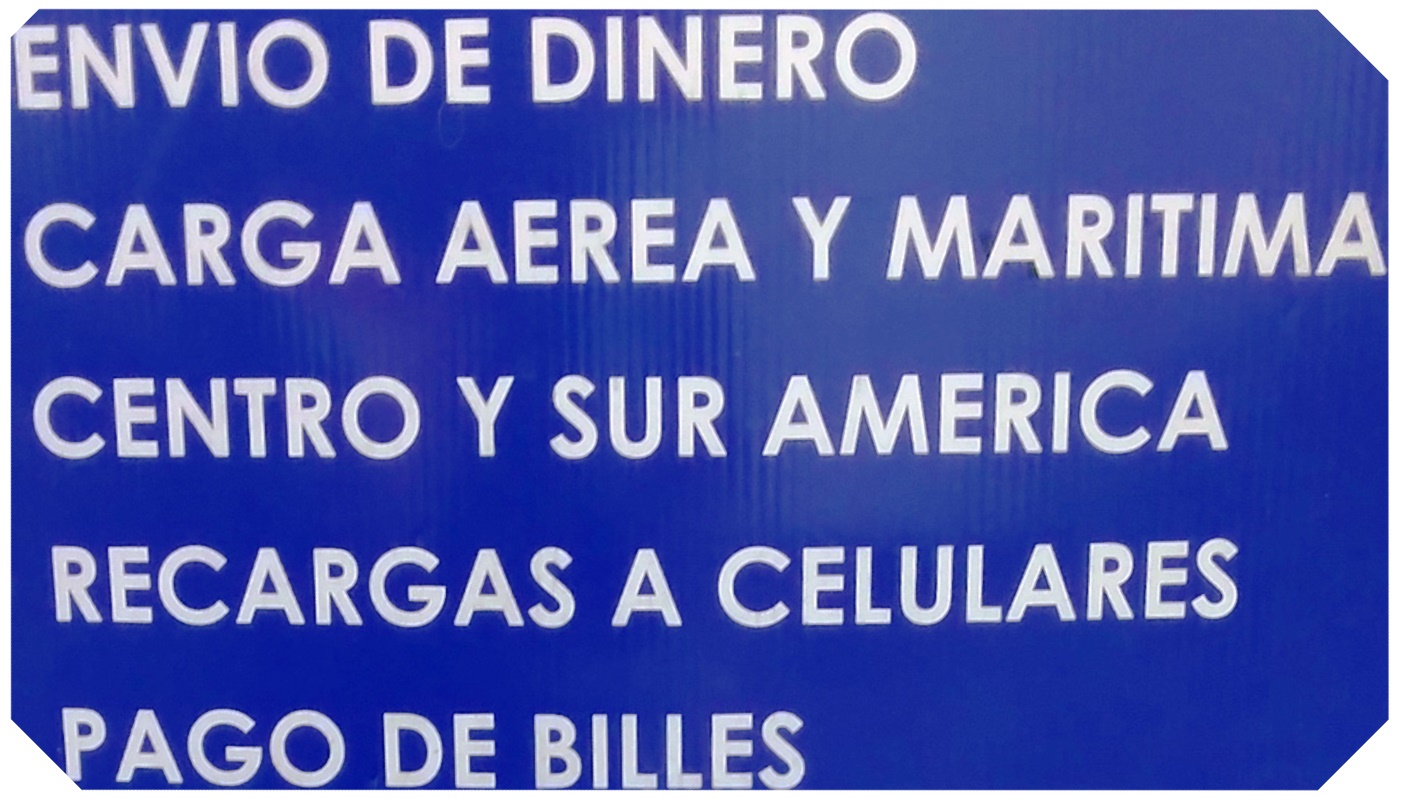 ENVIO DE DINERO
CARGA AEREA Y MARITIMA
CENTRO Y SUR AMERICA
RECARGAS A CELULARES
PAGO DE BILLES